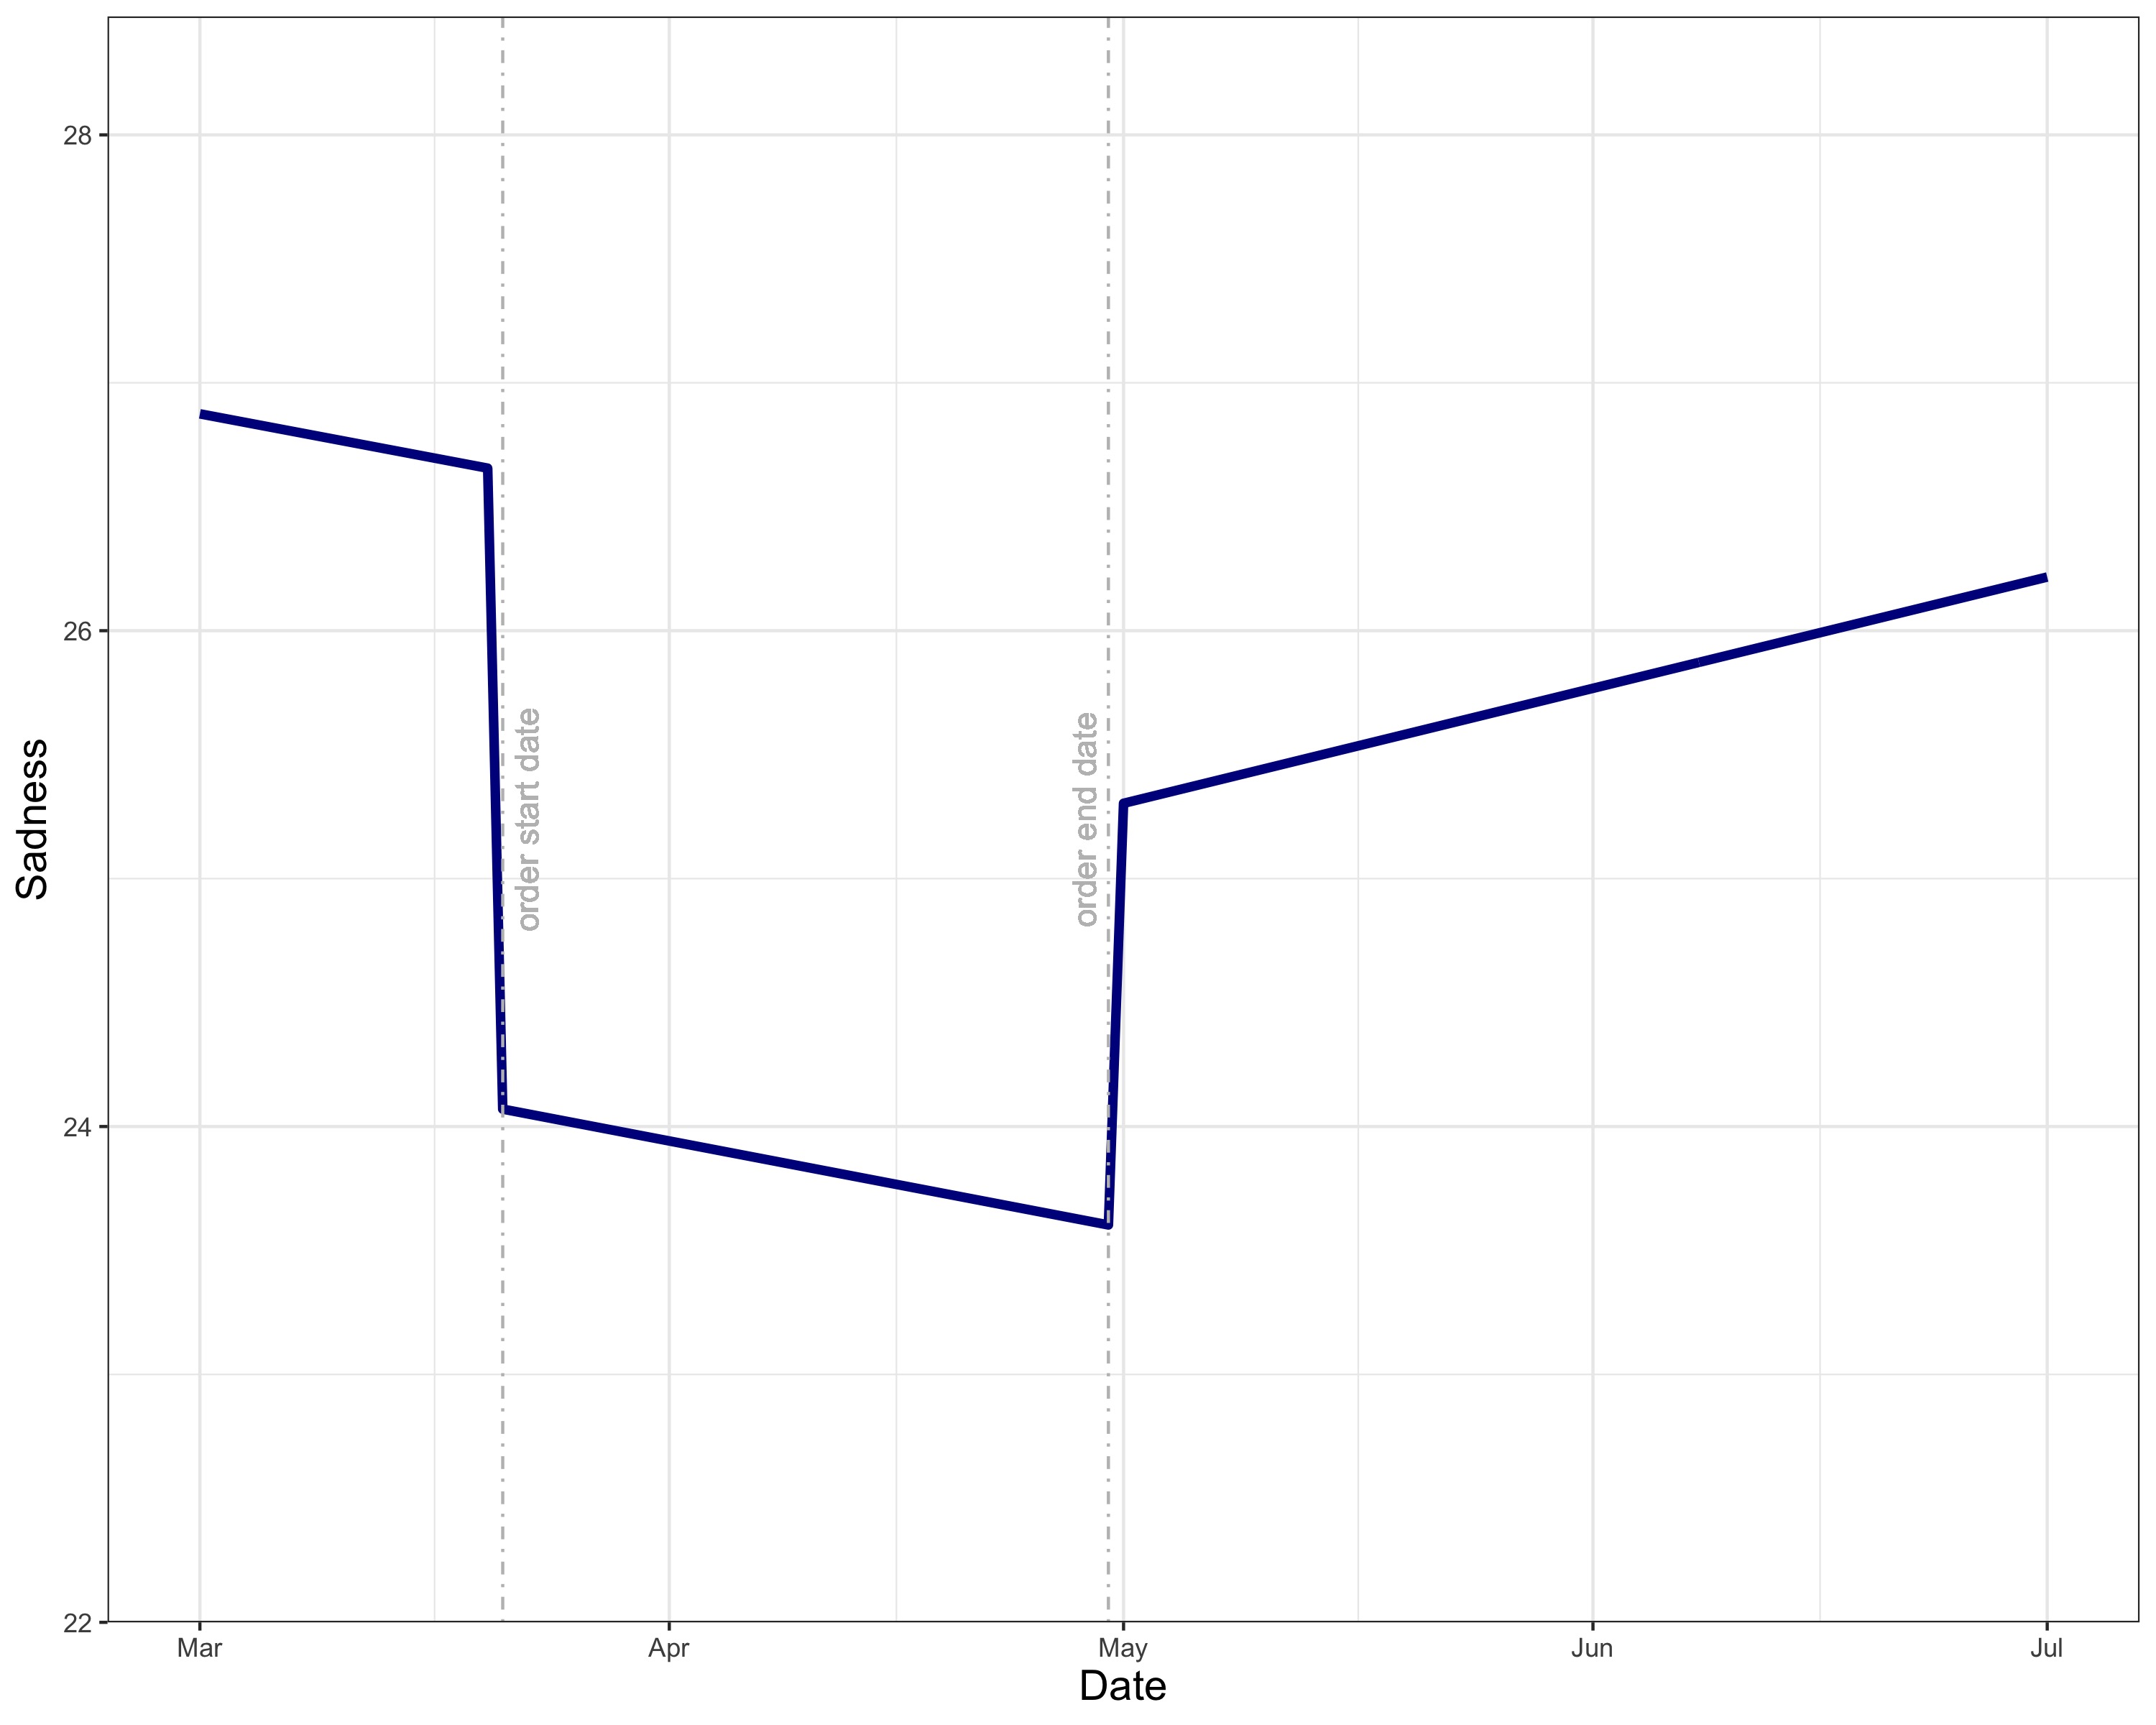 28
26
24
22
Sadness
order start date
order end date
Mar
Apr
May
Jun
Jul
Date